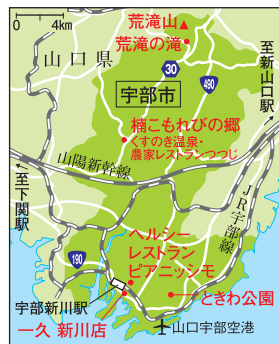 0 4km
荒滝山
荒滝の滝
山口県
30
490
至新山口駅
宇部市
楠こもれびの郷
くすのき温泉・
農家レストランつつじ
山陽新幹線
至下関駅
JR宇部線
190
ヘルシー
レストラン
ピアニッシモ
宇部新川駅
ときわ公園
一久 新川店
山口宇部空港